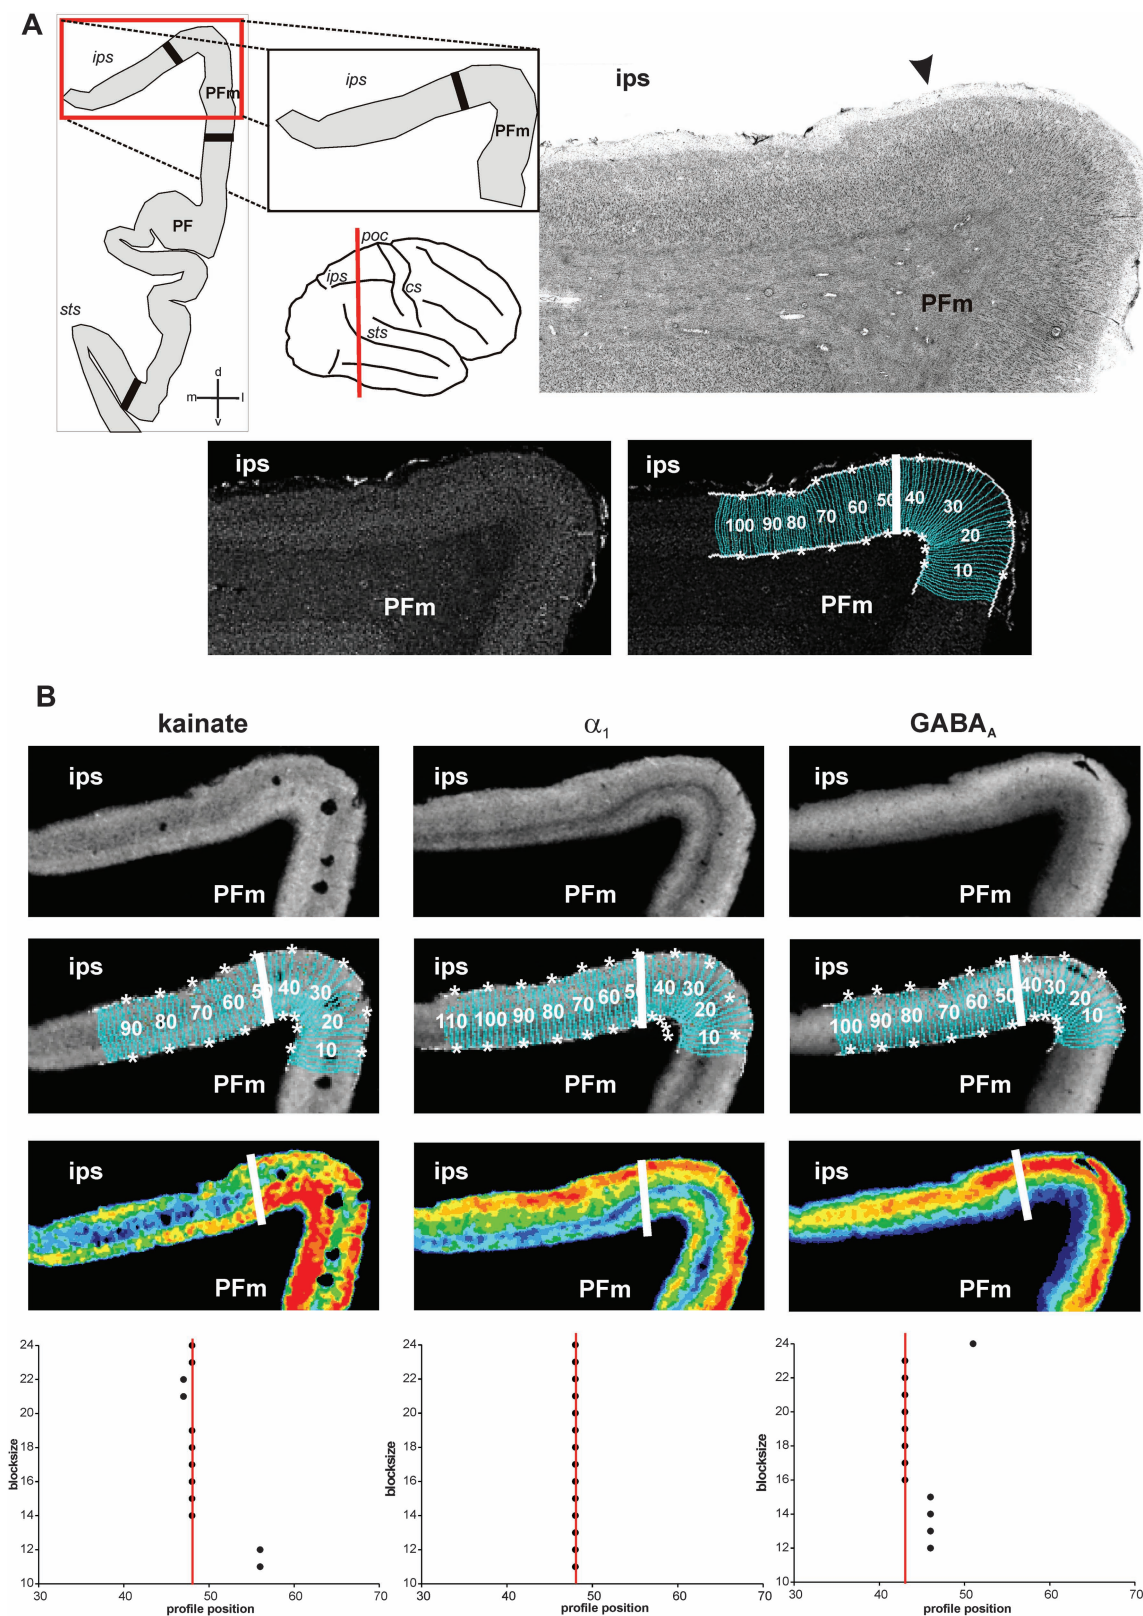 A
ips
PFm
PF
sts
d
m
l
v
ips
PFm
poc
ips
cs
sts
ips
PFm
ips
PFm
ips
100 90 80 70 60 50 40 30 20 10
PFm
B
kainate α1 GABAA
ips ips ips
PFm PFm PFm
ips
90 80 70 60 50 40 30 20 10
PFm
ips
110 100 90 80 70 60 50 40 30 20 10
PFm
ips
100 90 80 70 60 50 40 30 20 10
PFm
ips ips ips
PFm PFm PFm
blocksize
24
22
20
18
16
14
12
10
30 40 50 60 70
profile position
blocksize
24
22
20
18
16
14
12
10
30 40 50 60 70
profile position
blocksize
24
22
20
18
16
14
12
10
30 40 50 60 70
profile position